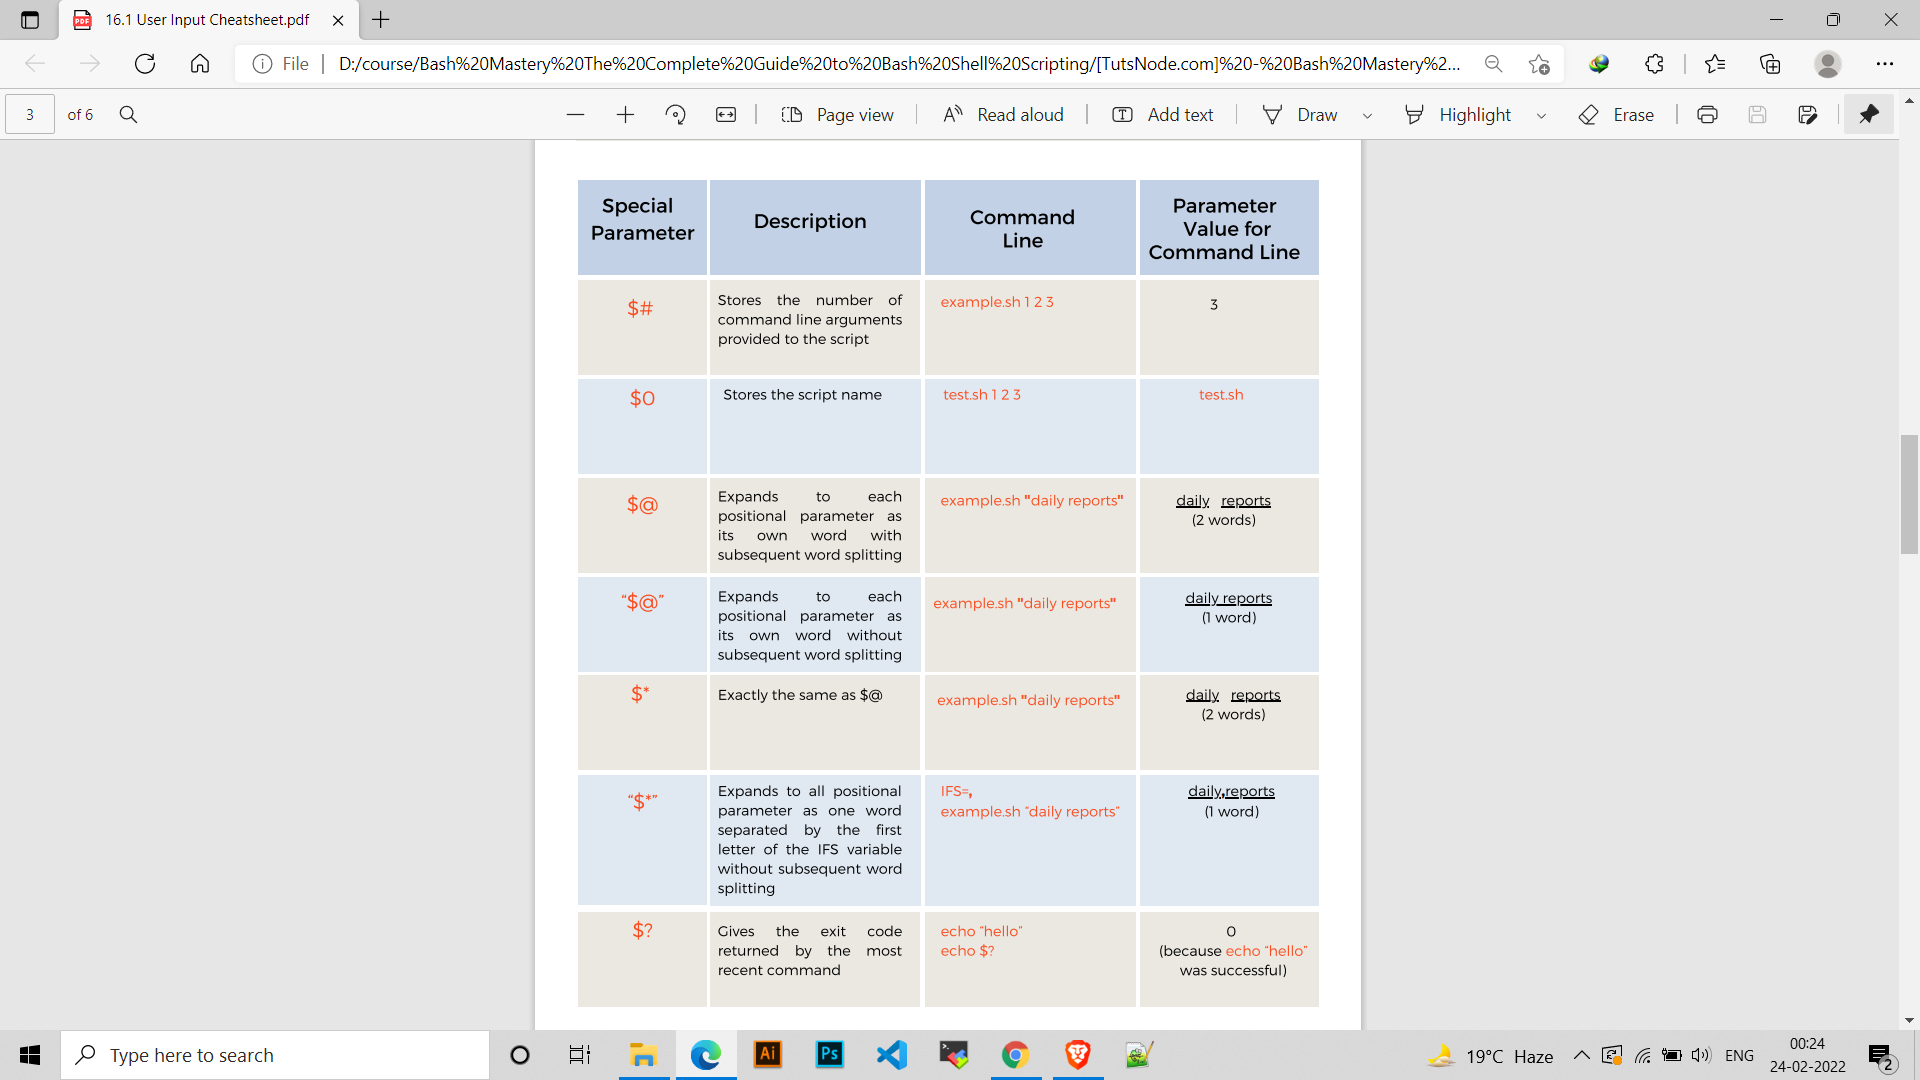 16.1 User Input Cheatsheet.pdf
File
D:/course/Bash%20Mastery%20The%20Complete%20Guide%20to%20Bash%20Shell%20Scripting/[TutsNode.com]%20-%20Bash%20Mastery%2...
3 of 6
Page view
Read aloud
Add text
Draw
Highlight
Erase
Special
Parameter
Description
Command
Line
Parameter
Value for
Command Line
$#
Stores the number of
command line arguments
provided to the script
example.sh 1 2 3
3
$0
Stores the script name
test.sh 1 2 3
test.sh
$@
Expands to each
positional parameter as
its own word with
subsequent word splitting
example.sh "daily reports"
daily reports
(2 words)
“$@”
Expands to each
positional parameter as
its own word without
subsequent word splitting
example.sh "daily reports"
daily reports
(1 word)
$*
Exactly the same as $@
example.sh "daily reports"
daily reports
(2 words)
“$*”
Expands to all positional
parameter as one word
separated by the first
letter of the IFS variable
without subsequent word
splitting
IFS=,
example.sh “daily reports”
daily,reports
(1 word)
$?
Gives the exit code
returned by the most
recent command
echo “hello”
echo $?
0
(because echo “hello”
was successful)
Type here to search
Ai
Ps
19°C Haze
ENG
00:24
24-02-2022
2